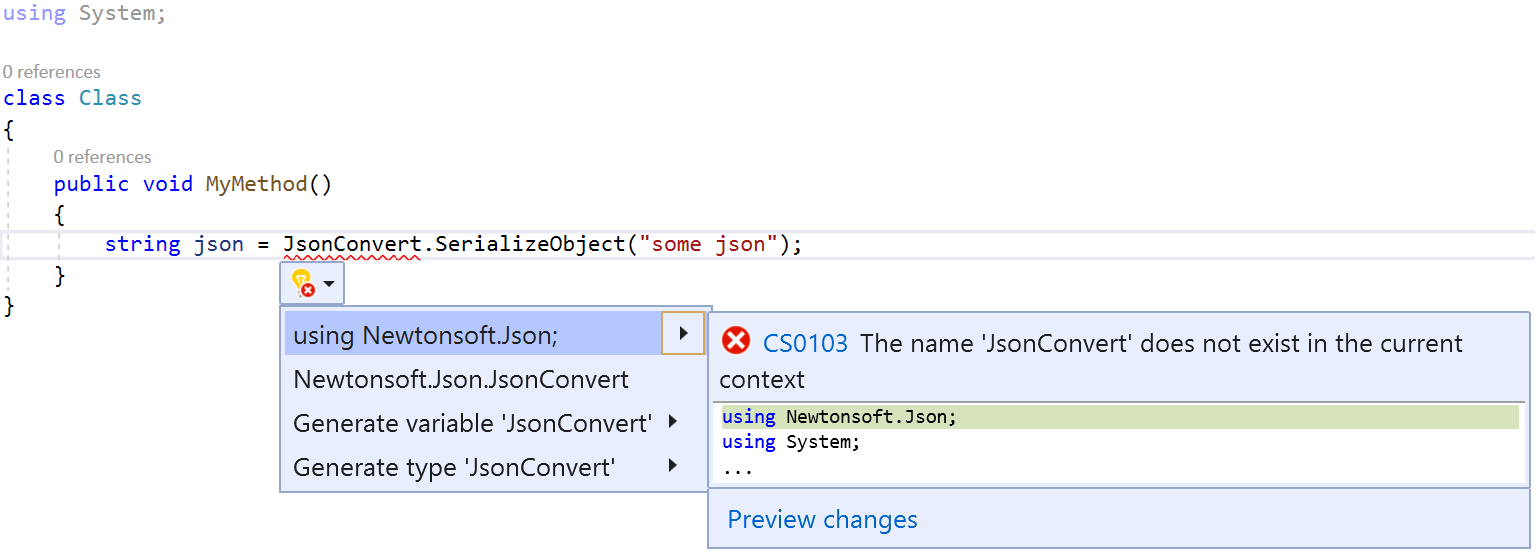 using System;
0 references
class Class
{
0 references
public void MyMethod()
{
string json = JsonConvert.SerializeObject("some json");
}
}
using Newtonsoft.Json;
Newtonsoft.Json.JsonConvert
Generate variable 'JsonConvert'
Generate type 'JsonConvert'
CS0103 The name 'JsonConvert' does not exist in the current
context
using Newtonsoft.Json;
using System;
...
Preview changes